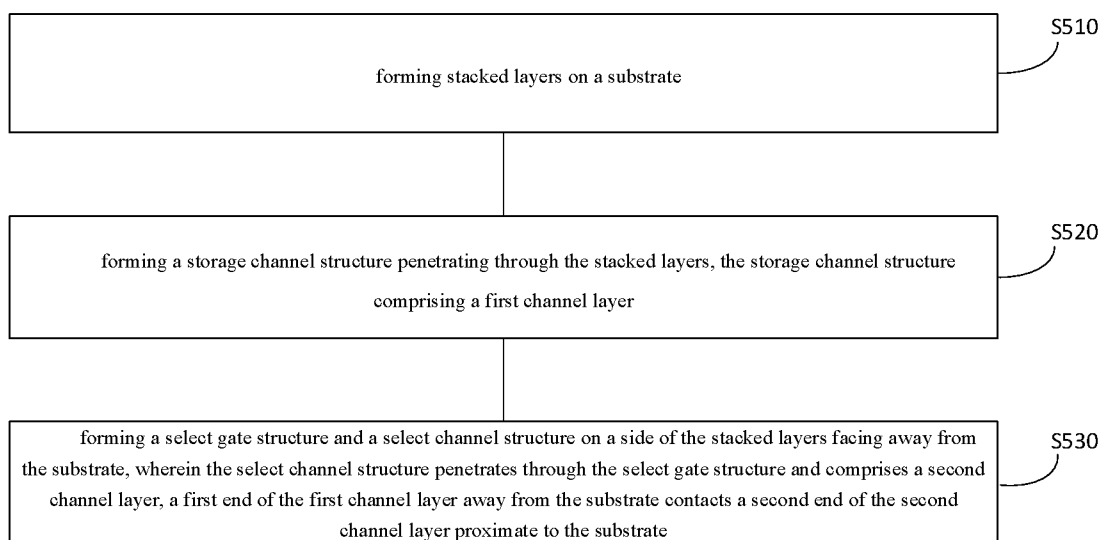 S510
forming stacked layers on a substrate
S520
forming a storage channel structure penetrating through the stacked layers, the storage channel structure
comprising a first channel layer
S530
forming a select gate structure and a select channel structure on a side of the stacked layers facing away from
the substrate, wherein the select channel structure penetrates through the select gate structure and comprises a second
channel layer, a first end of the first channel layer away from the substrate contacts a second end of the second
channel layer proximate to the substrate